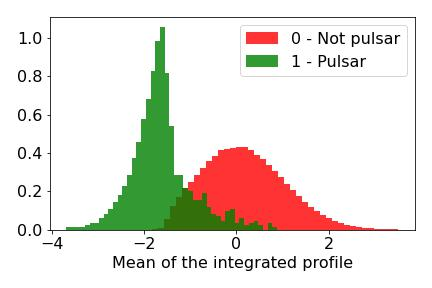 1.0
0.8
0.6
0.4
0.2
0.0
0 - Not pulsar
1 - Pulsar
−4 −2 0 2
Mean of the integrated profile